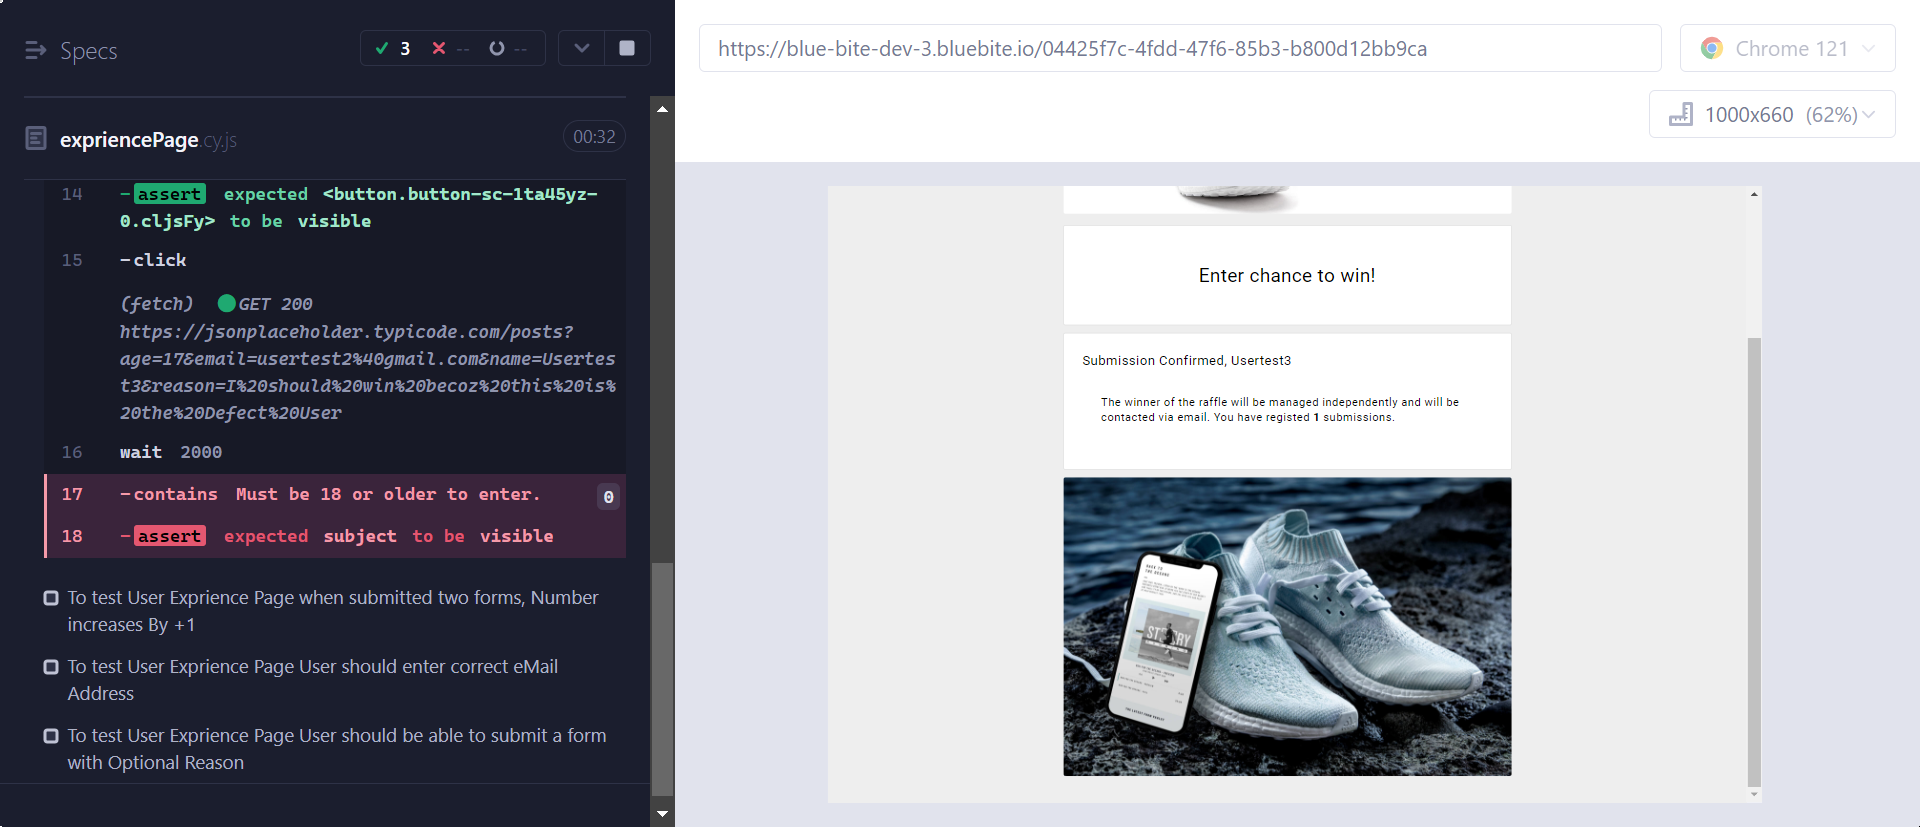 Specs
3 -- --
expriencePage.cy.js
00:32
14 -assert expected <button.button-sc-1ta45yz-
0.cljsFy> to be visible
15 -click
(fetch) GET 200
https://jsonplaceholder.typicode.com/posts?
age=17&email=usertest2%40gmail.com&name=Usertes
t3&reason=I%20should%20win%20becoz%20this%20is%
20the%20Defect%20User
16 wait 2000
17 -contains Must be 18 or older to enter. 0
18 -assert expected subject to be visible
To test User Exprience Page when submitted two forms, Number
increases By +1
To test User Exprience Page User should enter correct eMail
Address
To test User Exprience Page User should be able to submit a form
with Optional Reason
https://blue-bite-dev-3.bluebite.io/04425f7c-4fdd-47f6-85b3-b800d12bb9ca
Chrome 121
1000x660 (62%)
Enter chance to win!
Submission Confirmed, Usertest3
The winner of the raffle will be managed independently and will be
contacted via email. You have registed 1 submissions.